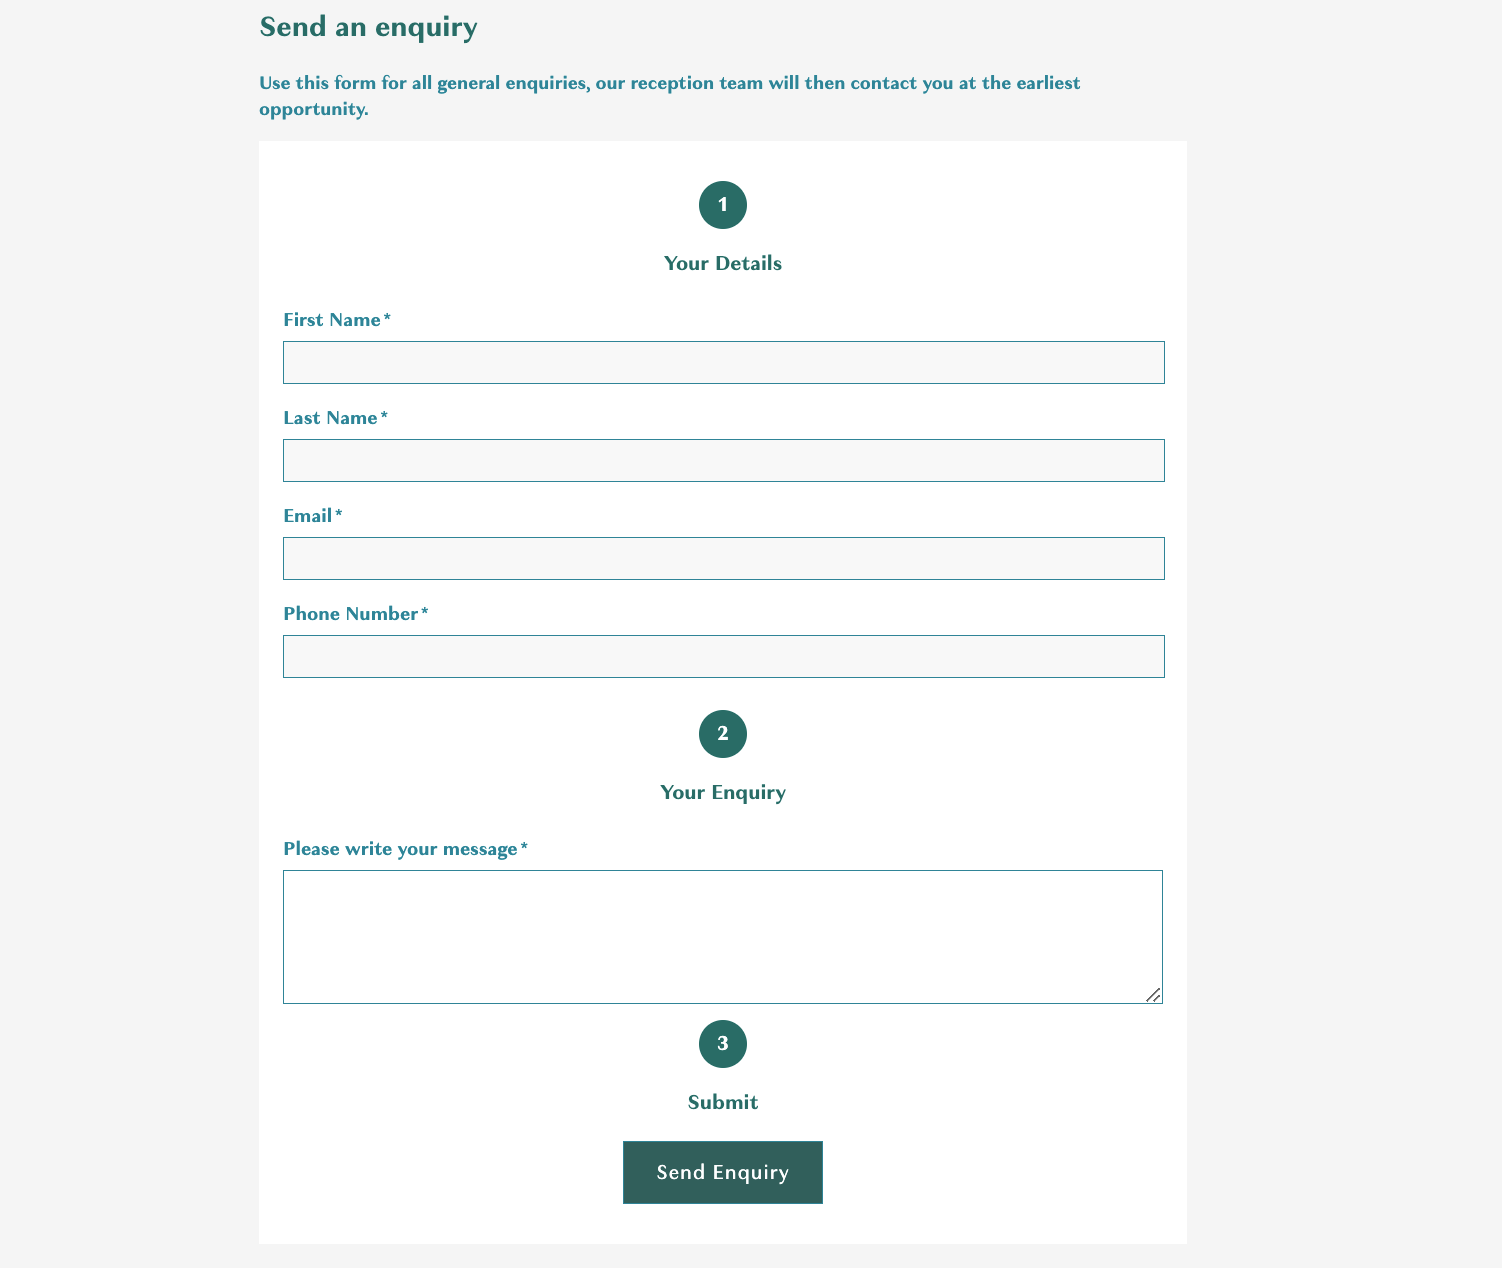 Send an enquiry
Use this form for all general enquiries, our reception team will then contact you at the earliest
opportunity.
1
Your Details
First Name*
Last Name*
Email*
Phone Number*
2
Your Enquiry
Please write your message*
3
Submit
Send Enquiry